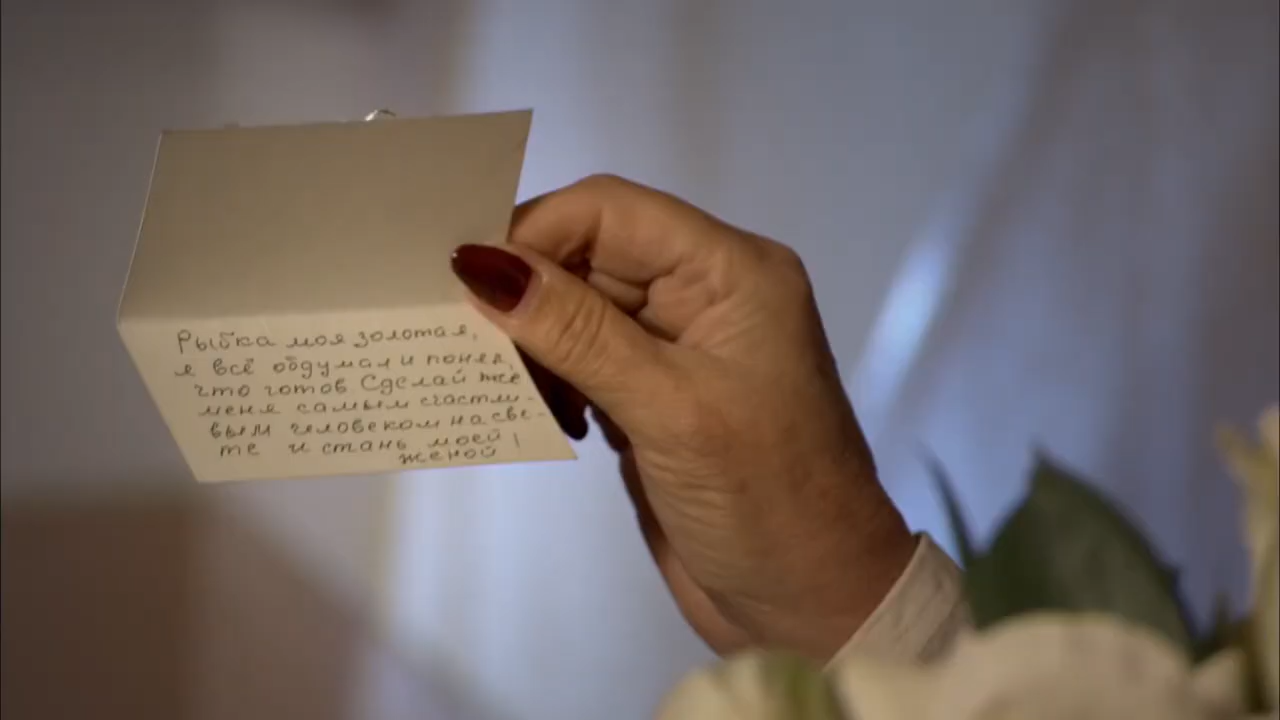 Рыбка моя золотая,
я всё обдумал и понял,
что готов Сделай же
меня самым счастли-
вым человеком на све-
те и стань моей
женой!